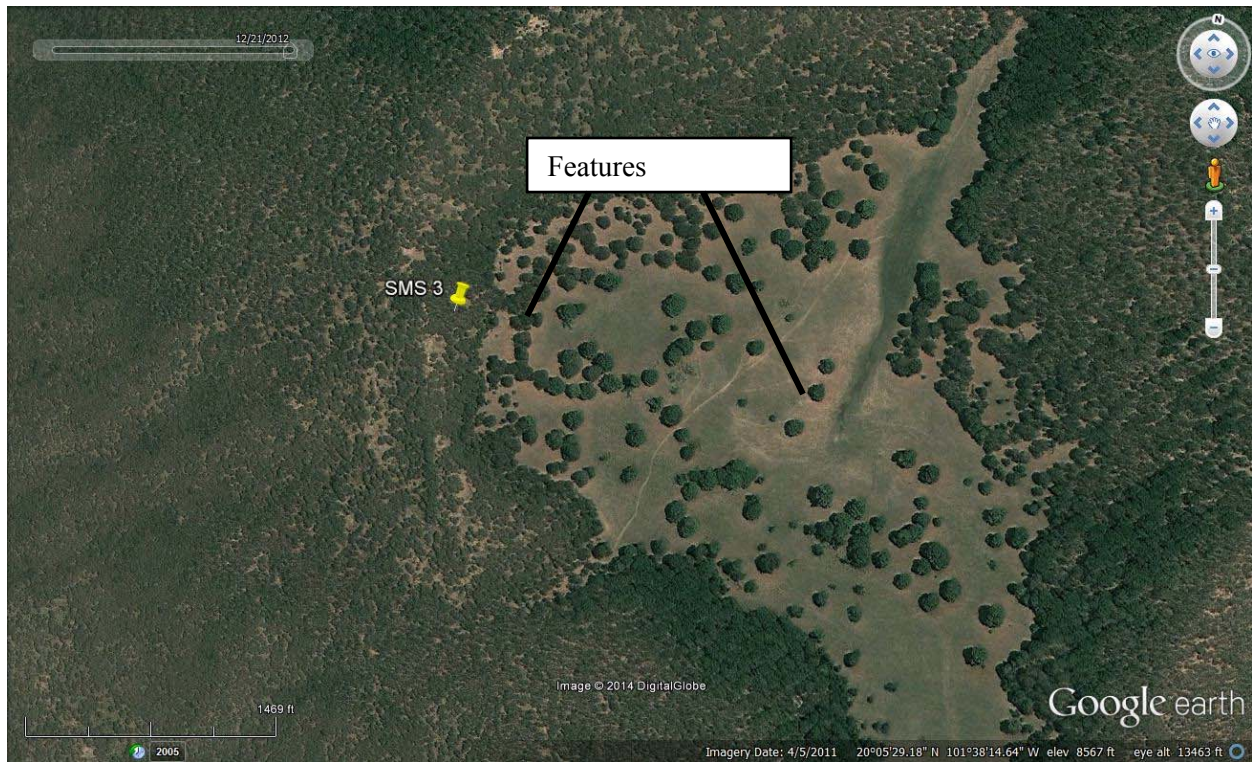 12/21/2012
N
Features
SMS 3
Image © 2014 DigitalGlobe
Google earth
1469 ft
2005
Imagery Date: 4/5/2011 20°05'29.18" N 101°38'14.64" W elev 8567 ft eye alt 13463 ft